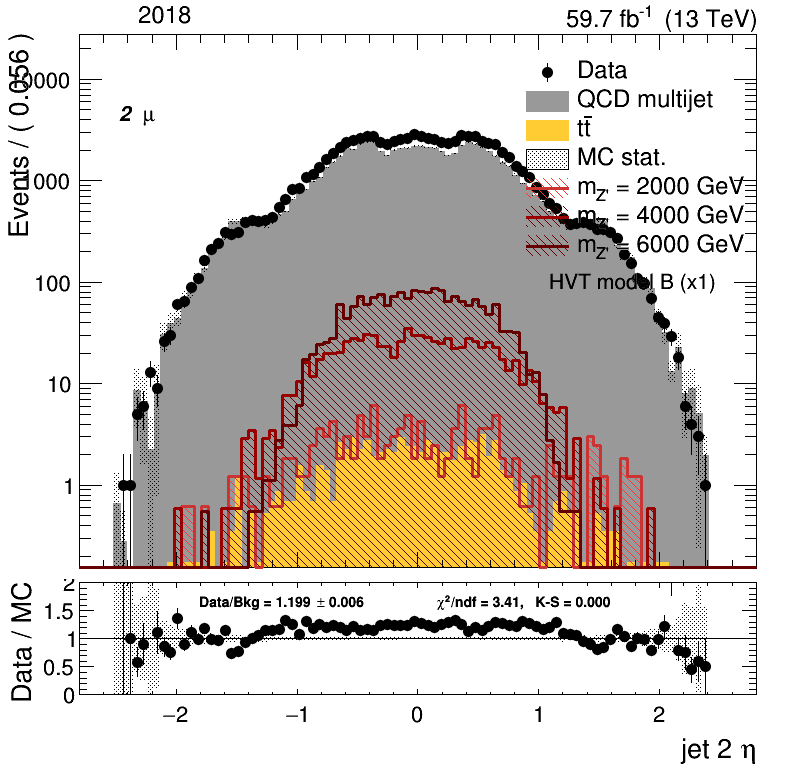 2018
59.7 fb⁻¹ (13 TeV)
Events / ( 0.056 )
10000
1000
100
10
1
2 μ
Data
QCD multijet
tt̄
MC stat.
m_Z' = 2000 GeV
m_Z' = 4000 GeV
m_Z' = 6000 GeV
HVT model B (x1)
Data / MC
2
1.5
1
0.5
0
Data/Bkg = 1.199 ± 0.006
χ²/ndf = 3.41, K-S = 0.000
−2
−1
0
1
2
jet 2 η